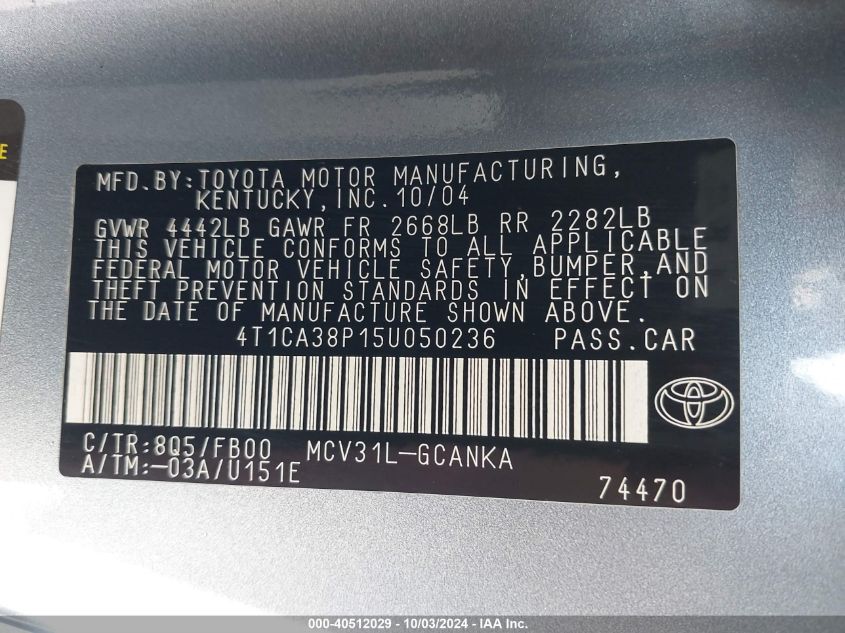 E
MFD.BY:TOYOTA MOTOR MANUFACTURING,
KENTUCKY,INC.10/04
GVWR 4442LB GAWR FR 2668LB RR 2282LB
THIS VEHICLE CONFORMS TO ALL APPLICABLE
FEDERAL MOTOR VEHICLE SAFETY,BUMPER,AND
THEFT PREVENTION STANDARDS IN EFFECT ON
THE DATE OF MANUFACTURE SHOWN ABOVE.
4T1CA38P15U050236 PASS.CAR
C/TR:8Q5/FB00 MCV31L-GCANKA
A/TM:-03A/U151E
74470
000-40512029 - 10/03/2024 - IAA Inc.